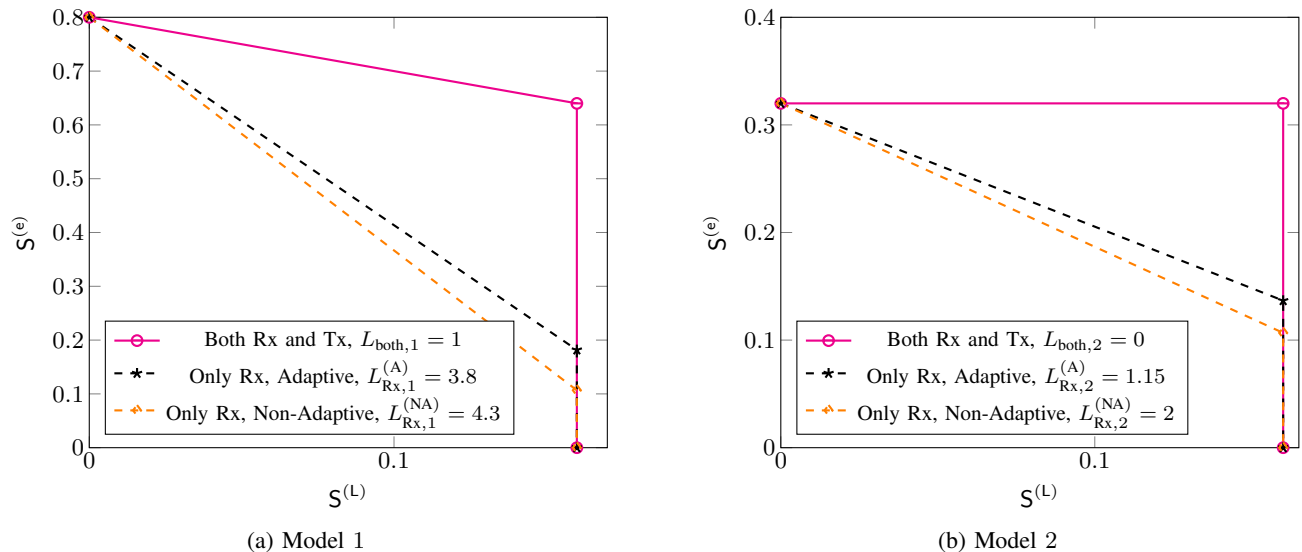 0.8
0.7
0.6
0.5
0.4
0.3
0.2
0.1
0
S^(e)
Both Rx and Tx, L_both,1 = 1
Only Rx, Adaptive, L_Rx,1^(A) = 3.8
Only Rx, Non-Adaptive, L_Rx,1^(NA) = 4.3
0 0.1
S^(L)
(a) Model 1
0.4
0.3
0.2
0.1
0
S^(e)
Both Rx and Tx, L_both,2 = 0
Only Rx, Adaptive, L_Rx,2^(A) = 1.15
Only Rx, Non-Adaptive, L_Rx,2^(NA) = 2
0 0.1
S^(L)
(b) Model 2